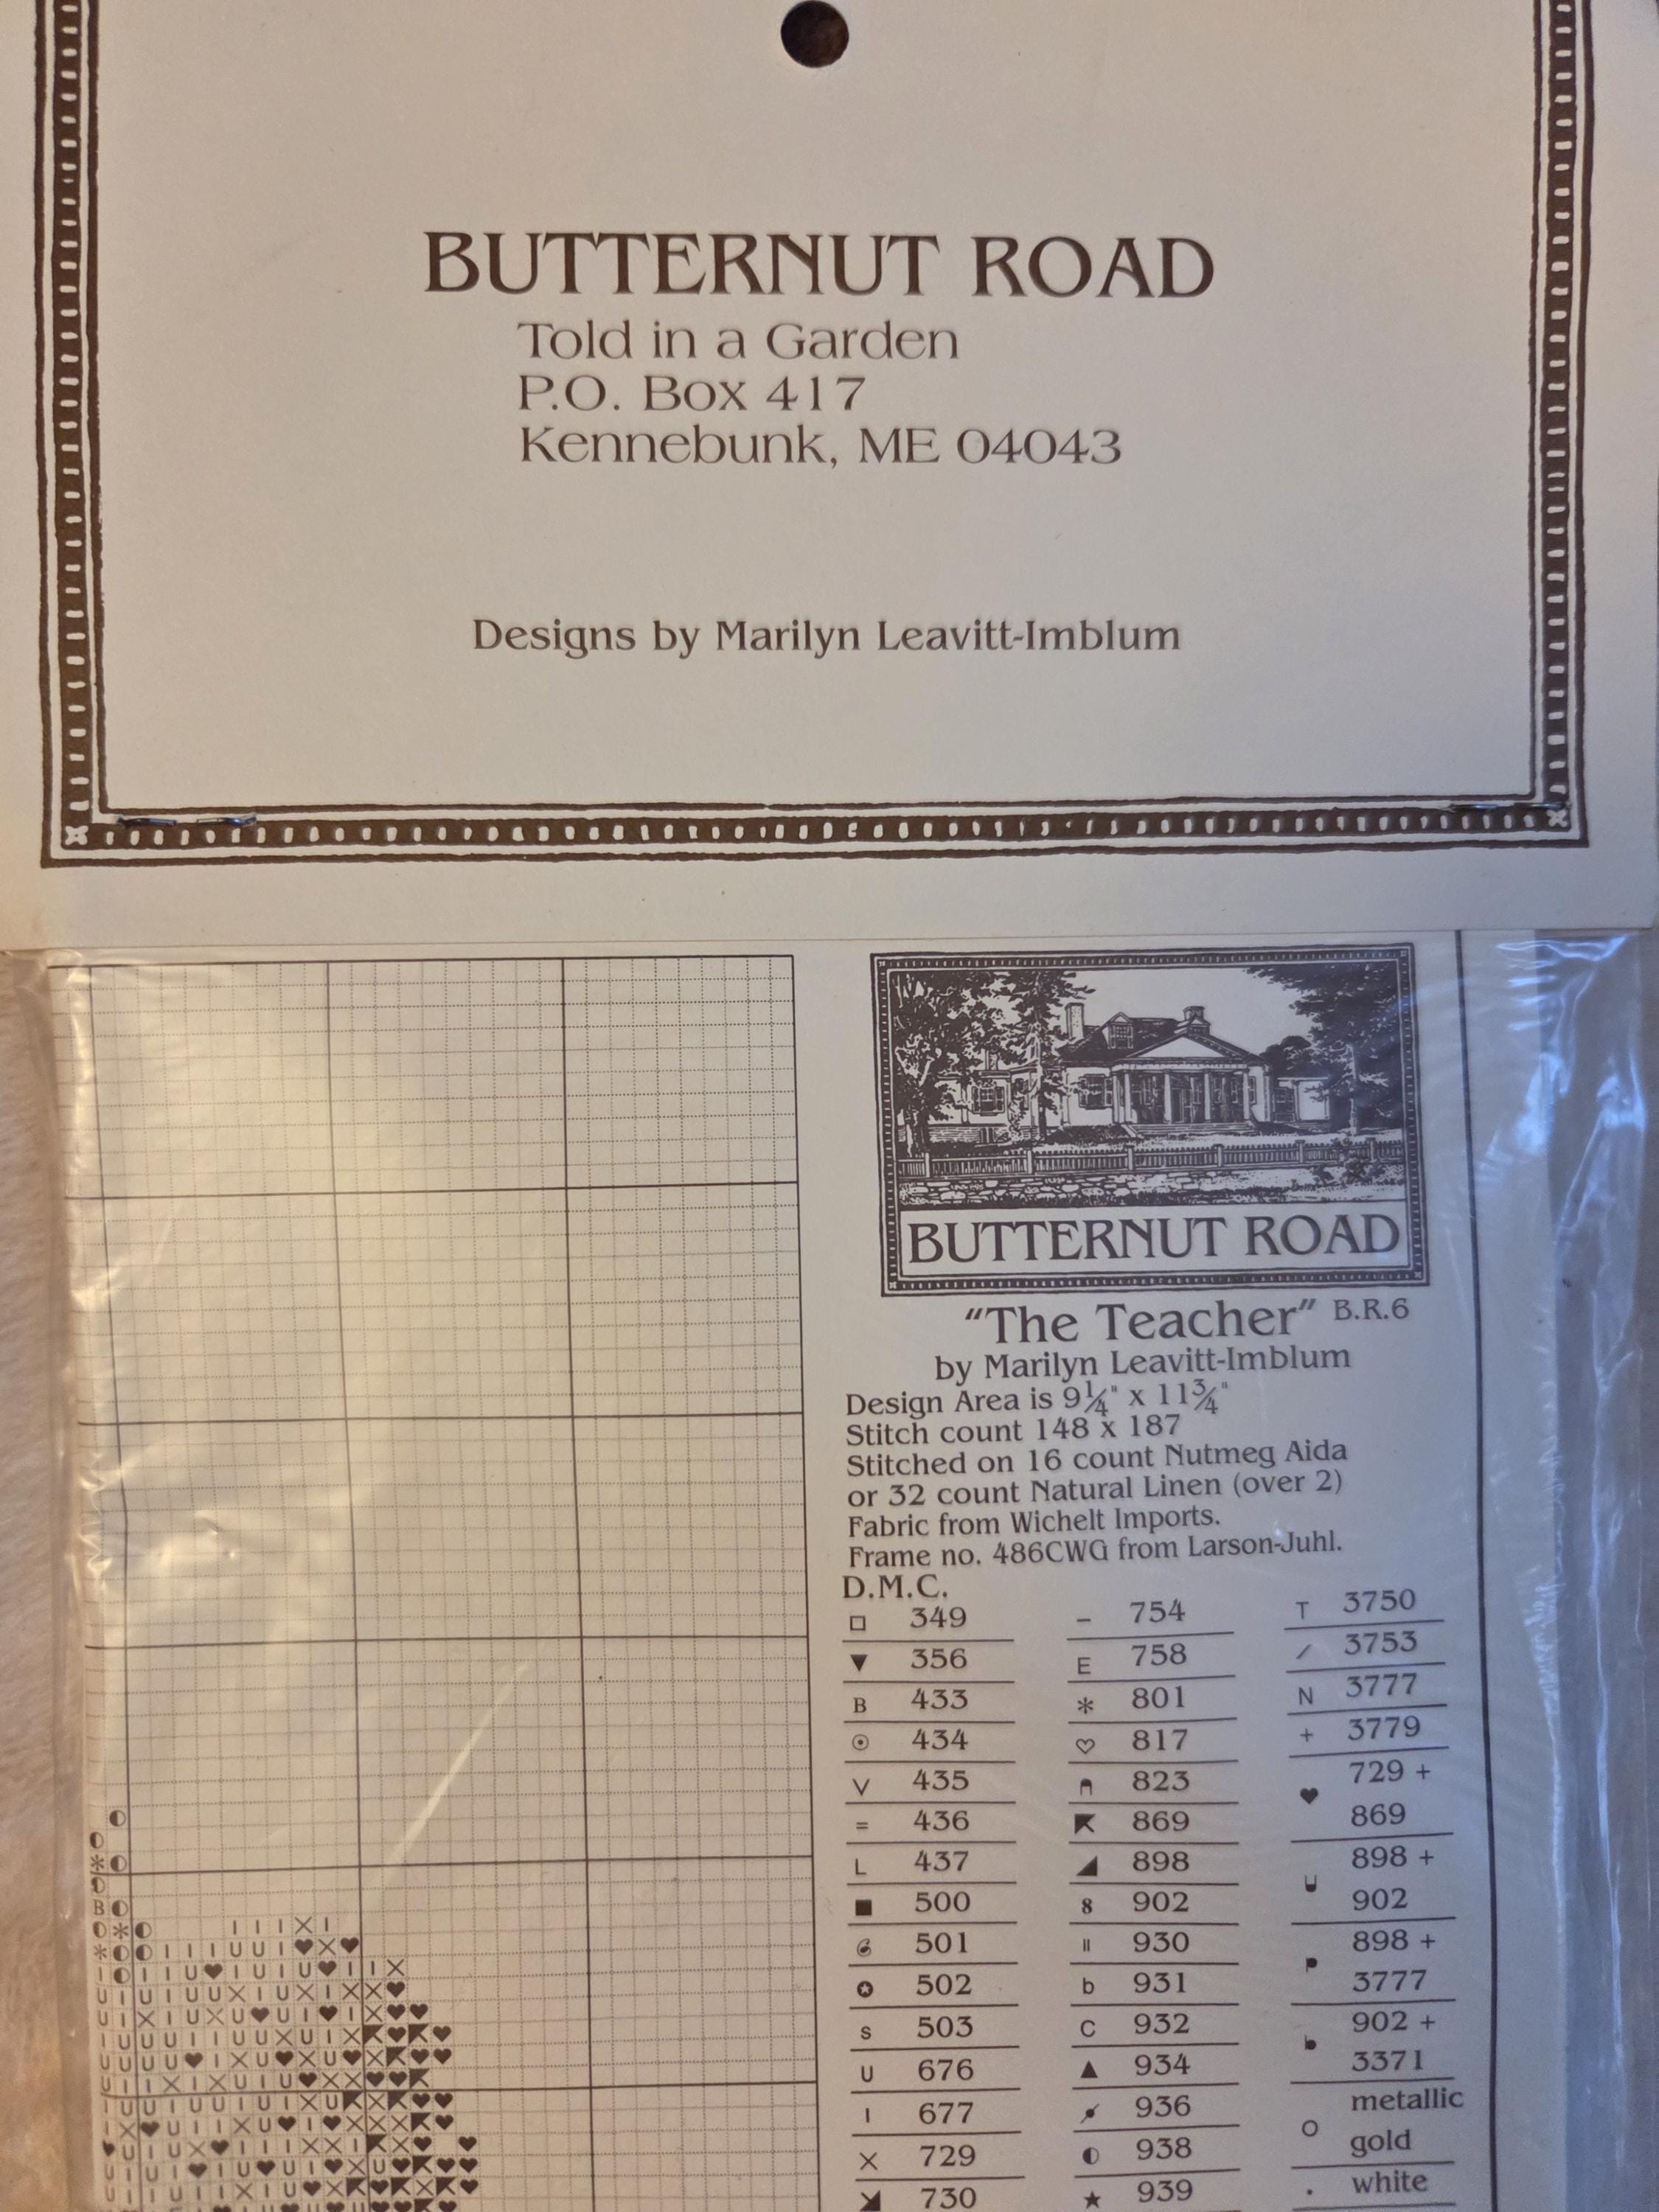 BUTTERNUT ROAD
Told in a Garden
P.O. Box 417
Kennebunk, ME 04043
Designs by Marilyn Leavitt-Imblum
BUTTERNUT ROAD
"The Teacher" B.R.6
by Marilyn Leavitt-Imblum
Design Area is 9¼" x 11¾"
Stitch count 148 x 187
Stitched on 16 count Nutmeg Aida
or 32 count Natural Linen (over 2)
Fabric from Wichelt Imports.
Frame no. 486CWG from Larson-Juhl.
D.M.C.
□ 349
▼ 356
B 433
⊙ 434
V 435
= 436
L 437
■ 500
6 501
✪ 502
s 503
U 676
I 677
X 729
◢ 730
– 754
E 758
* 801
♡ 817
823
869
◢ 898
8 902
II 930
b 931
C 932
▲ 934
936
◐ 938
★ 939
T 3750
/ 3753
N 3777
+ 3779
♥ 729 +
869
898 +
902
898 +
3777
902 +
3371
O metallic
gold
. white